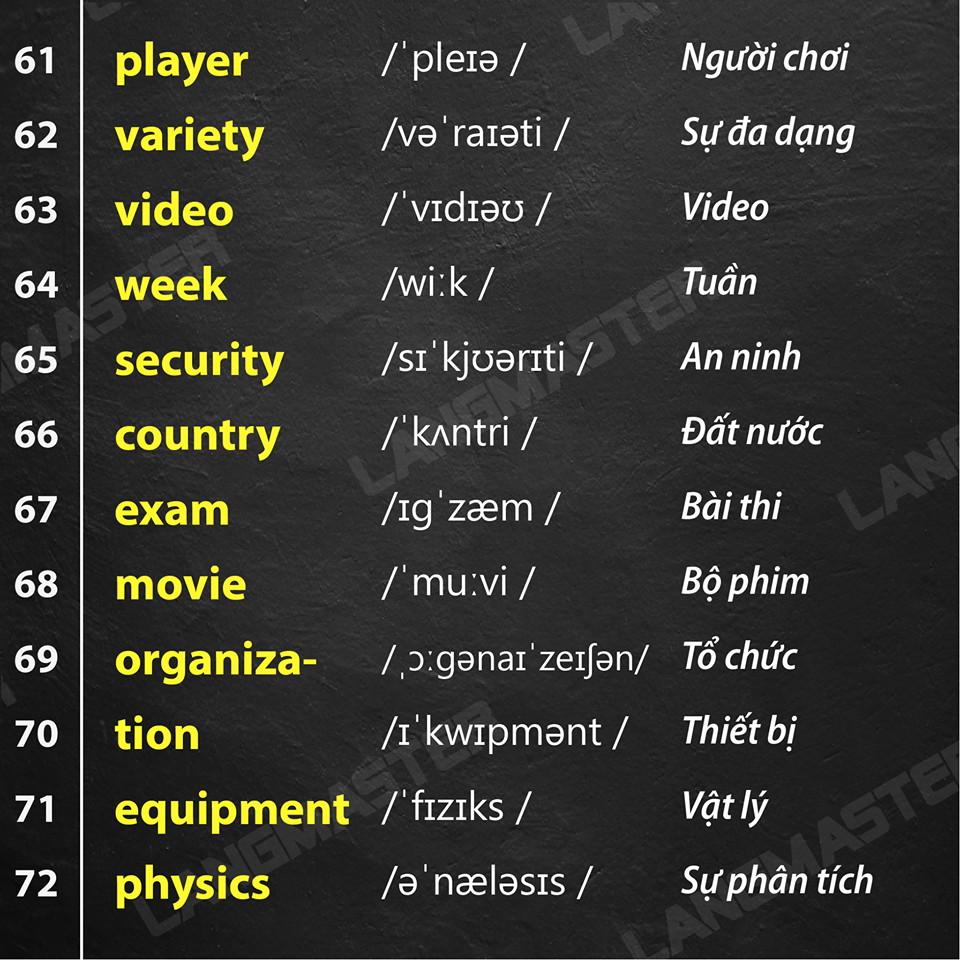 61 player /ˈpleɪə / Người chơi
62 variety /vəˈraɪəti / Sự đa dạng
63 video /ˈvɪdɪəʊ / Video
64 week /wiːk / Tuần
65 security /sɪˈkjʊərɪti / An ninh
66 country /ˈkʌntri / Đất nước
67 exam /ɪgˈzæm / Bài thi
68 movie /ˈmuːvi / Bộ phim
69 organiza- /ˌɔːgənaɪˈzeɪʃən/ Tổ chức
70 tion /ɪˈkwɪpmənt / Thiết bị
71 equipment /ˈfɪzɪks / Vật lý
72 physics /əˈnæləsɪs / Sự phân tích
LANGMASTER
LANGMASTER
LANGMASTER